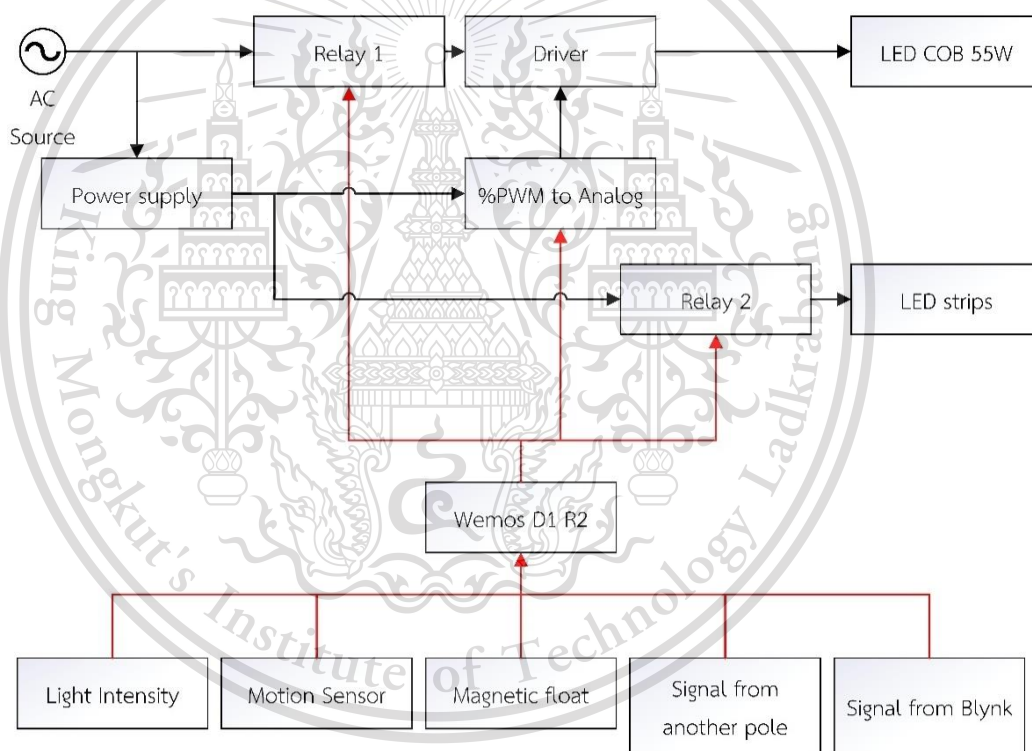 AC
Source
Relay 1
Driver
LED COB 55W
Power supply
%PWM to Analog
Relay 2
LED strips
Wemos D1 R2
Light Intensity
Motion Sensor
Magnetic float
Signal from
another pole
Signal from Blynk
King Mongkut's Institute of Technology Ladkrabang